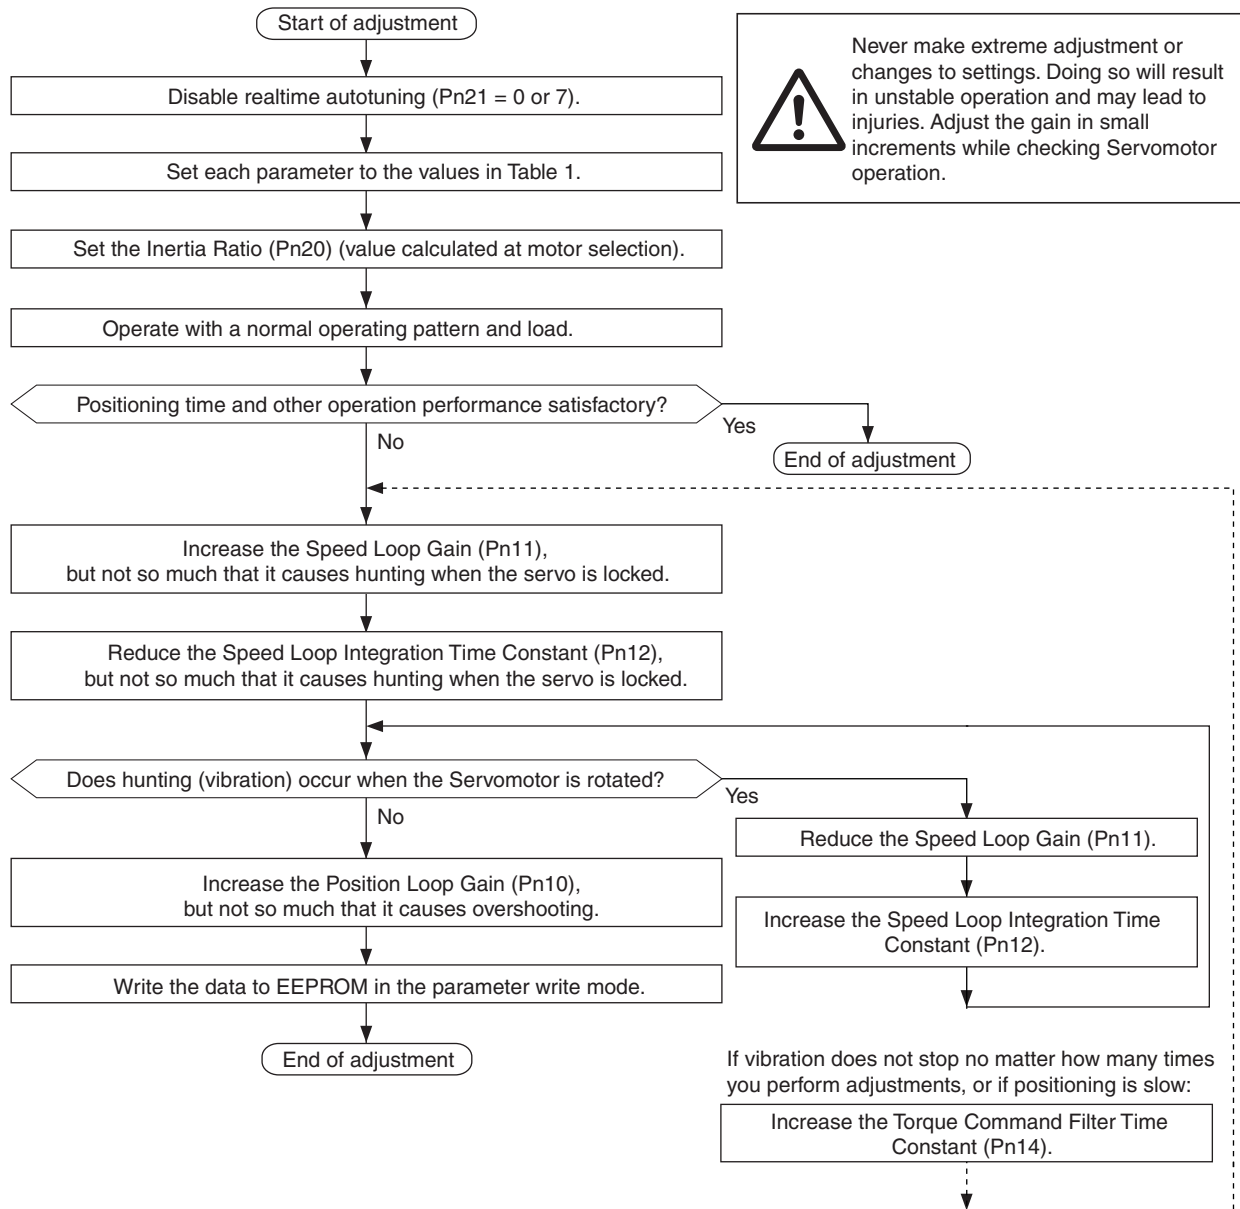 Start of adjustment
Never make extreme adjustment or
changes to settings. Doing so will result
in unstable operation and may lead to
injuries. Adjust the gain in small
increments while checking Servomotor
operation.
Disable realtime autotuning (Pn21 = 0 or 7).
Set each parameter to the values in Table 1.
Set the Inertia Ratio (Pn20) (value calculated at motor selection).
Operate with a normal operating pattern and load.
Positioning time and other operation performance satisfactory?
Yes
No
End of adjustment
Increase the Speed Loop Gain (Pn11),
but not so much that it causes hunting when the servo is locked.
Reduce the Speed Loop Integration Time Constant (Pn12),
but not so much that it causes hunting when the servo is locked.
Does hunting (vibration) occur when the Servomotor is rotated?
Yes
No
Reduce the Speed Loop Gain (Pn11).
Increase the Position Loop Gain (Pn10),
but not so much that it causes overshooting.
Increase the Speed Loop Integration Time
Constant (Pn12).
Write the data to EEPROM in the parameter write mode.
End of adjustment
If vibration does not stop no matter how many times
you perform adjustments, or if positioning is slow:
Increase the Torque Command Filter Time
Constant (Pn14).